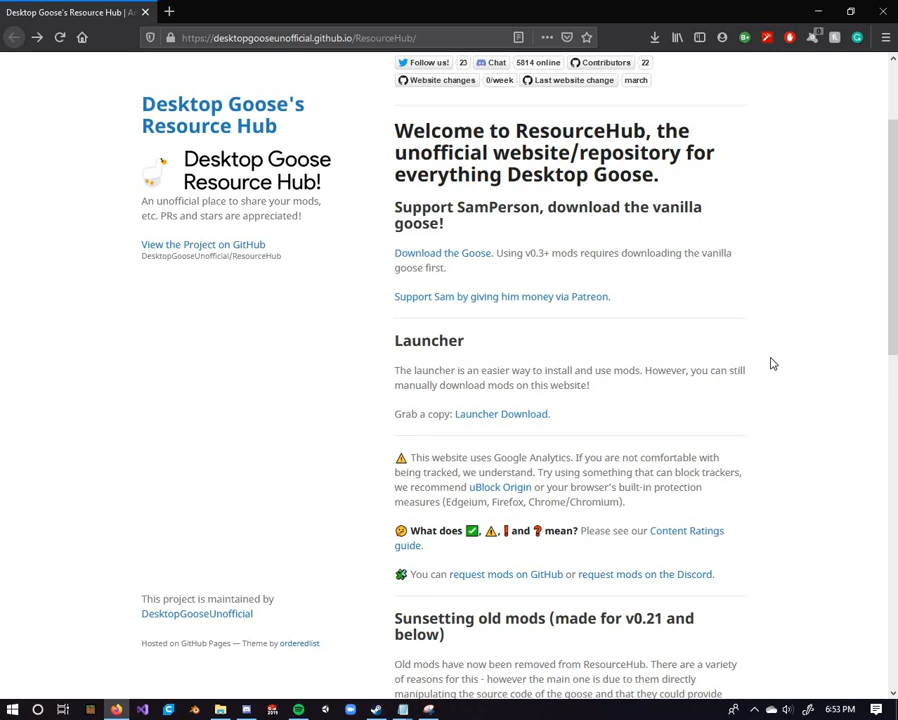 Desktop Goose's Resource Hub | An
https://desktopgooseunofficial.github.io/ResourceHub/
Follow us! 23 Chat 5814 online Contributors 22
Website changes 0/week Last website change march
Desktop Goose's
Resource Hub
Desktop Goose
Resource Hub!
An unofficial place to share your mods,
etc. PRs and stars are appreciated!
View the Project on GitHub
DesktopGooseUnofficial/ResourceHub
This project is maintained by
DesktopGooseUnofficial
Hosted on GitHub Pages — Theme by orderedlist
Welcome to ResourceHub, the
unofficial website/repository for
everything Desktop Goose.
Support SamPerson, download the vanilla
goose!
Download the Goose. Using v0.3+ mods requires downloading the vanilla
goose first.
Support Sam by giving him money via Patreon.
Launcher
The launcher is an easier way to install and use mods. However, you can still
manually download mods on this website!
Grab a copy: Launcher Download.
⚠ This website uses Google Analytics. If you are not comfortable with
being tracked, we understand. Try using something that can block trackers,
we recommend uBlock Origin or your browser's built-in protection
measures (Edgeium, Firefox, Chrome/Chromium).
🤔 What does ✅, ⚠, ❗ and ❓ mean? Please see our Content Ratings
guide.
You can request mods on GitHub or request mods on the Discord.
Sunsetting old mods (made for v0.21 and
below)
Old mods have now been removed from ResourceHub. There are a variety
of reasons for this - however the main one is due to them directly
manipulating the source code of the goose and that they could provide
6:53 PM